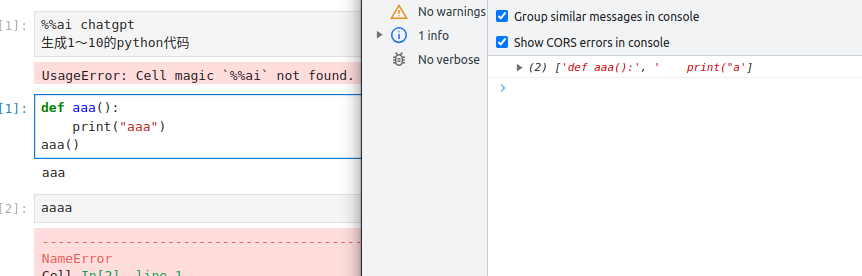 [1]:
%%ai chatgpt
生成1～10的python代码
UsageError: Cell magic `%%ai` not found.
[1]:
def aaa():
    print("aaa")
aaa()
aaa
[2]:
aaaa
NameError
Cell In[2], line 1
No warnings
1 info
No verbose
Group similar messages in console
Show CORS errors in console
(2) ['def aaa():', '    print("a']